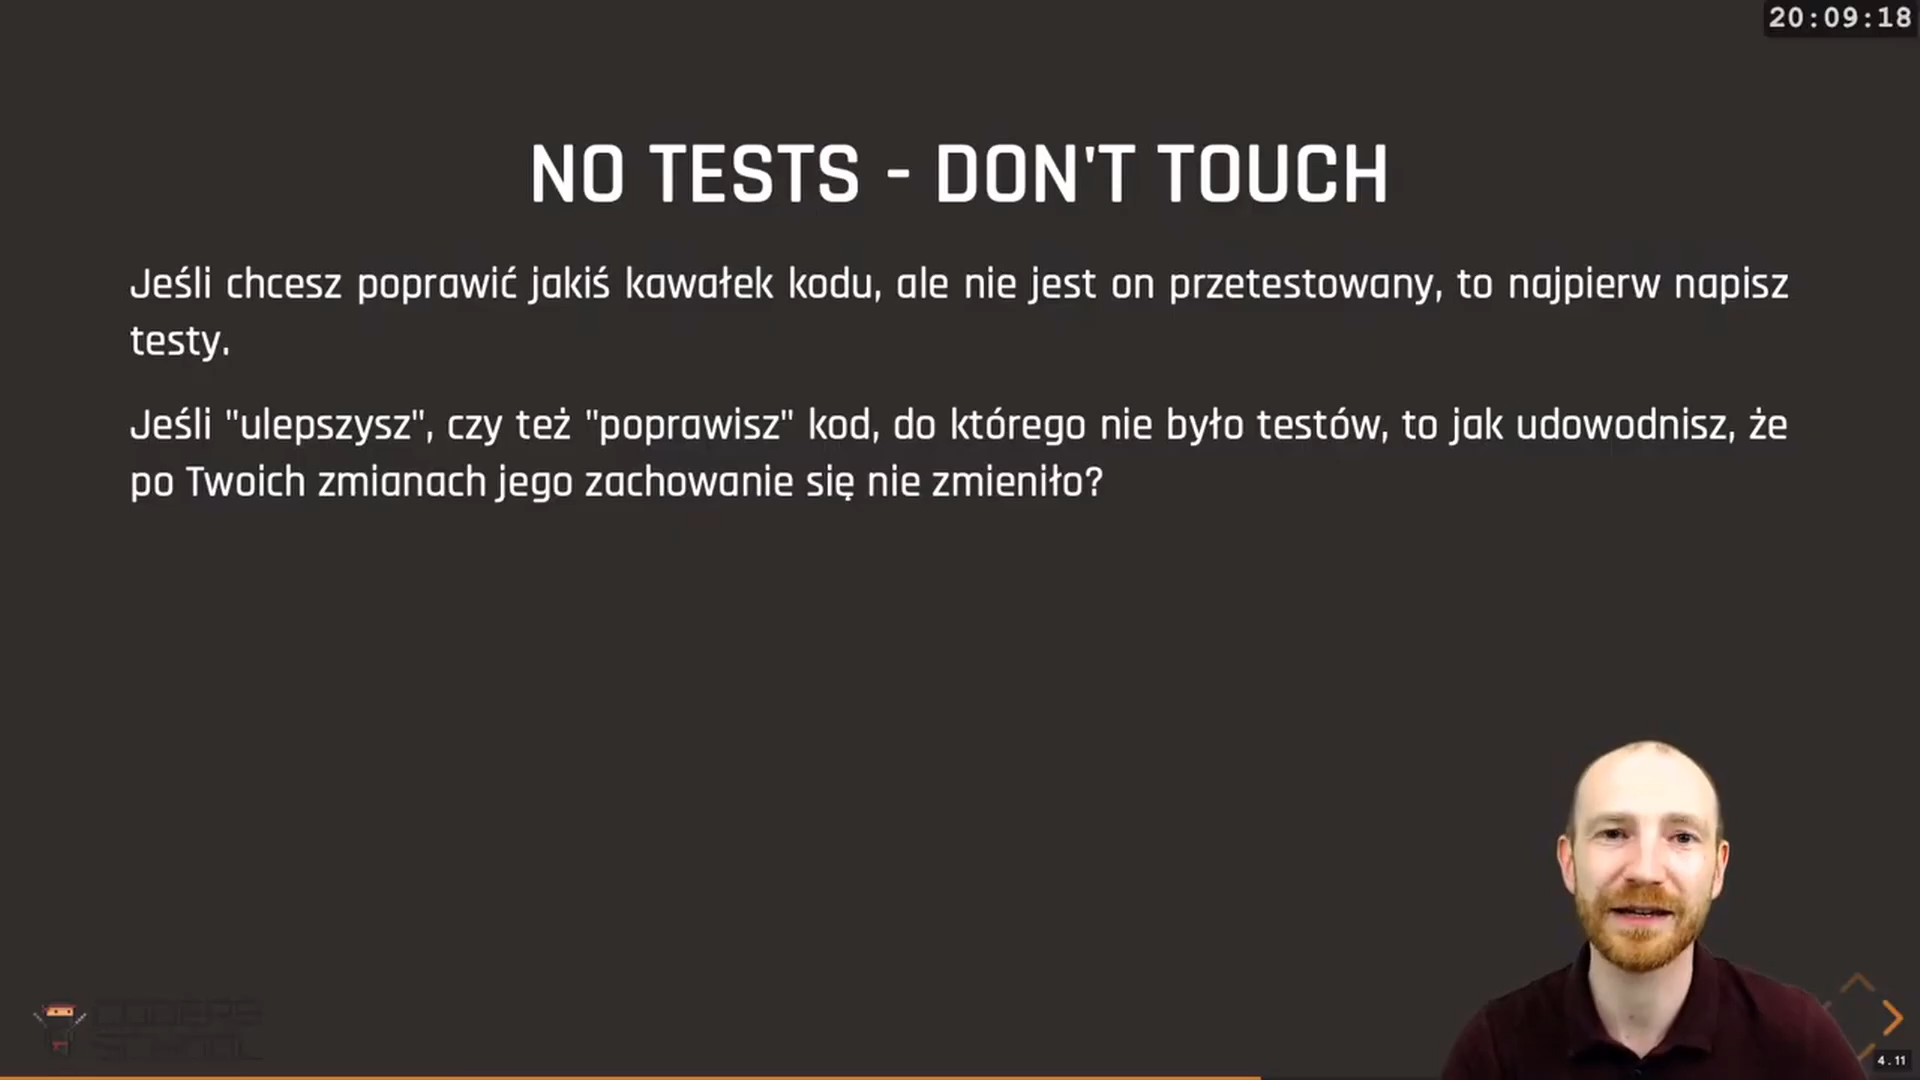 20:09:18
NO TESTS - DON'T TOUCH
Jeśli chcesz poprawić jakiś kawałek kodu, ale nie jest on przetestowany, to najpierw napisz
testy.
Jeśli "ulepszysz", czy też "poprawisz" kod, do którego nie było testów, to jak udowodnisz, że
po Twoich zmianach jego zachowanie się nie zmieniło?
CODERS
SCHOOL
4.11